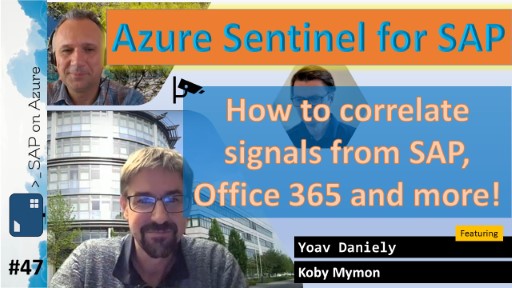 Azure Sentinel for SAP
How to correlate
signals from SAP,
Office 365 and more!
>_SAP on Azure
Featuring
Yoav Daniely
Koby Mymon
#47